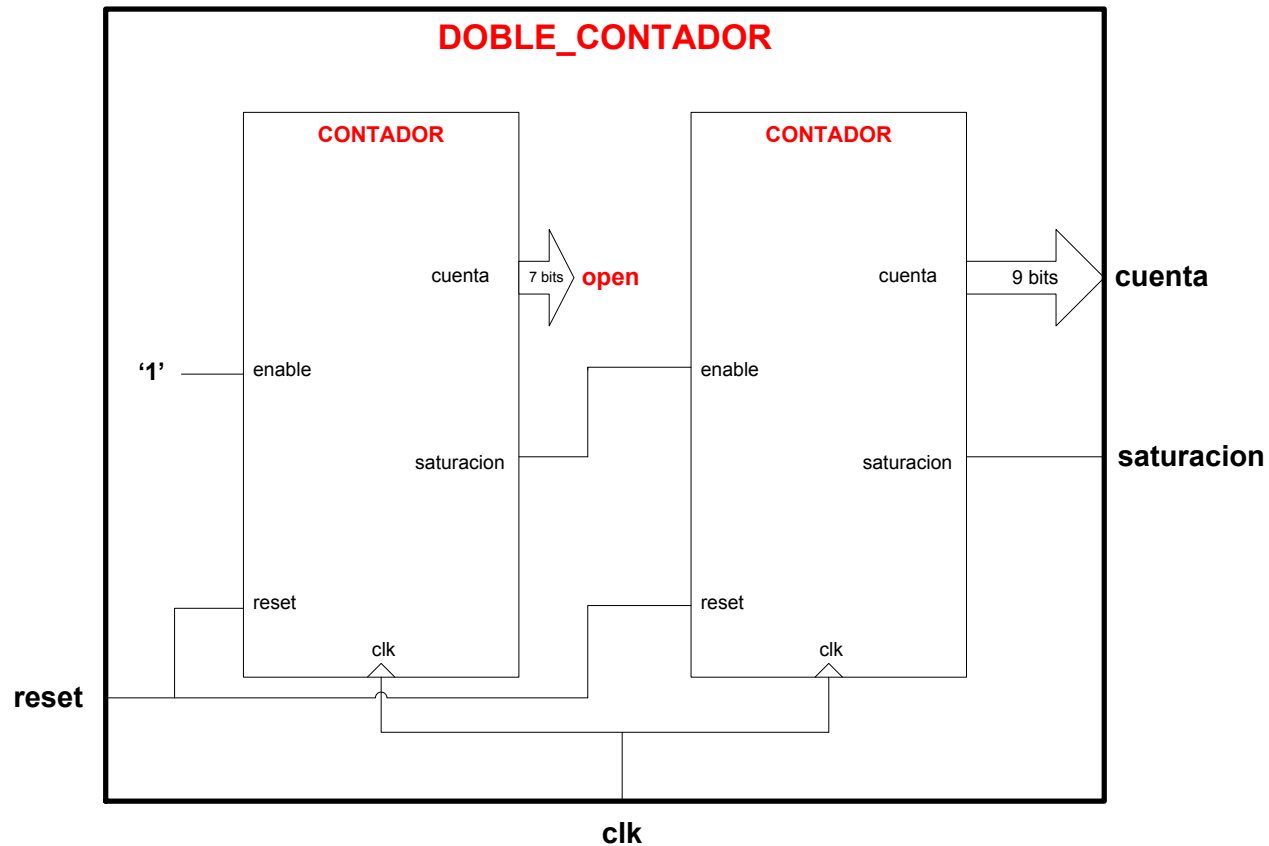 DOBLE_CONTADOR
CONTADOR
CONTADOR
cuenta
7 bits
open
cuenta
9 bits
cuenta
‘1’
enable
enable
saturacion
saturacion
saturacion
reset
reset
clk
clk
reset
clk